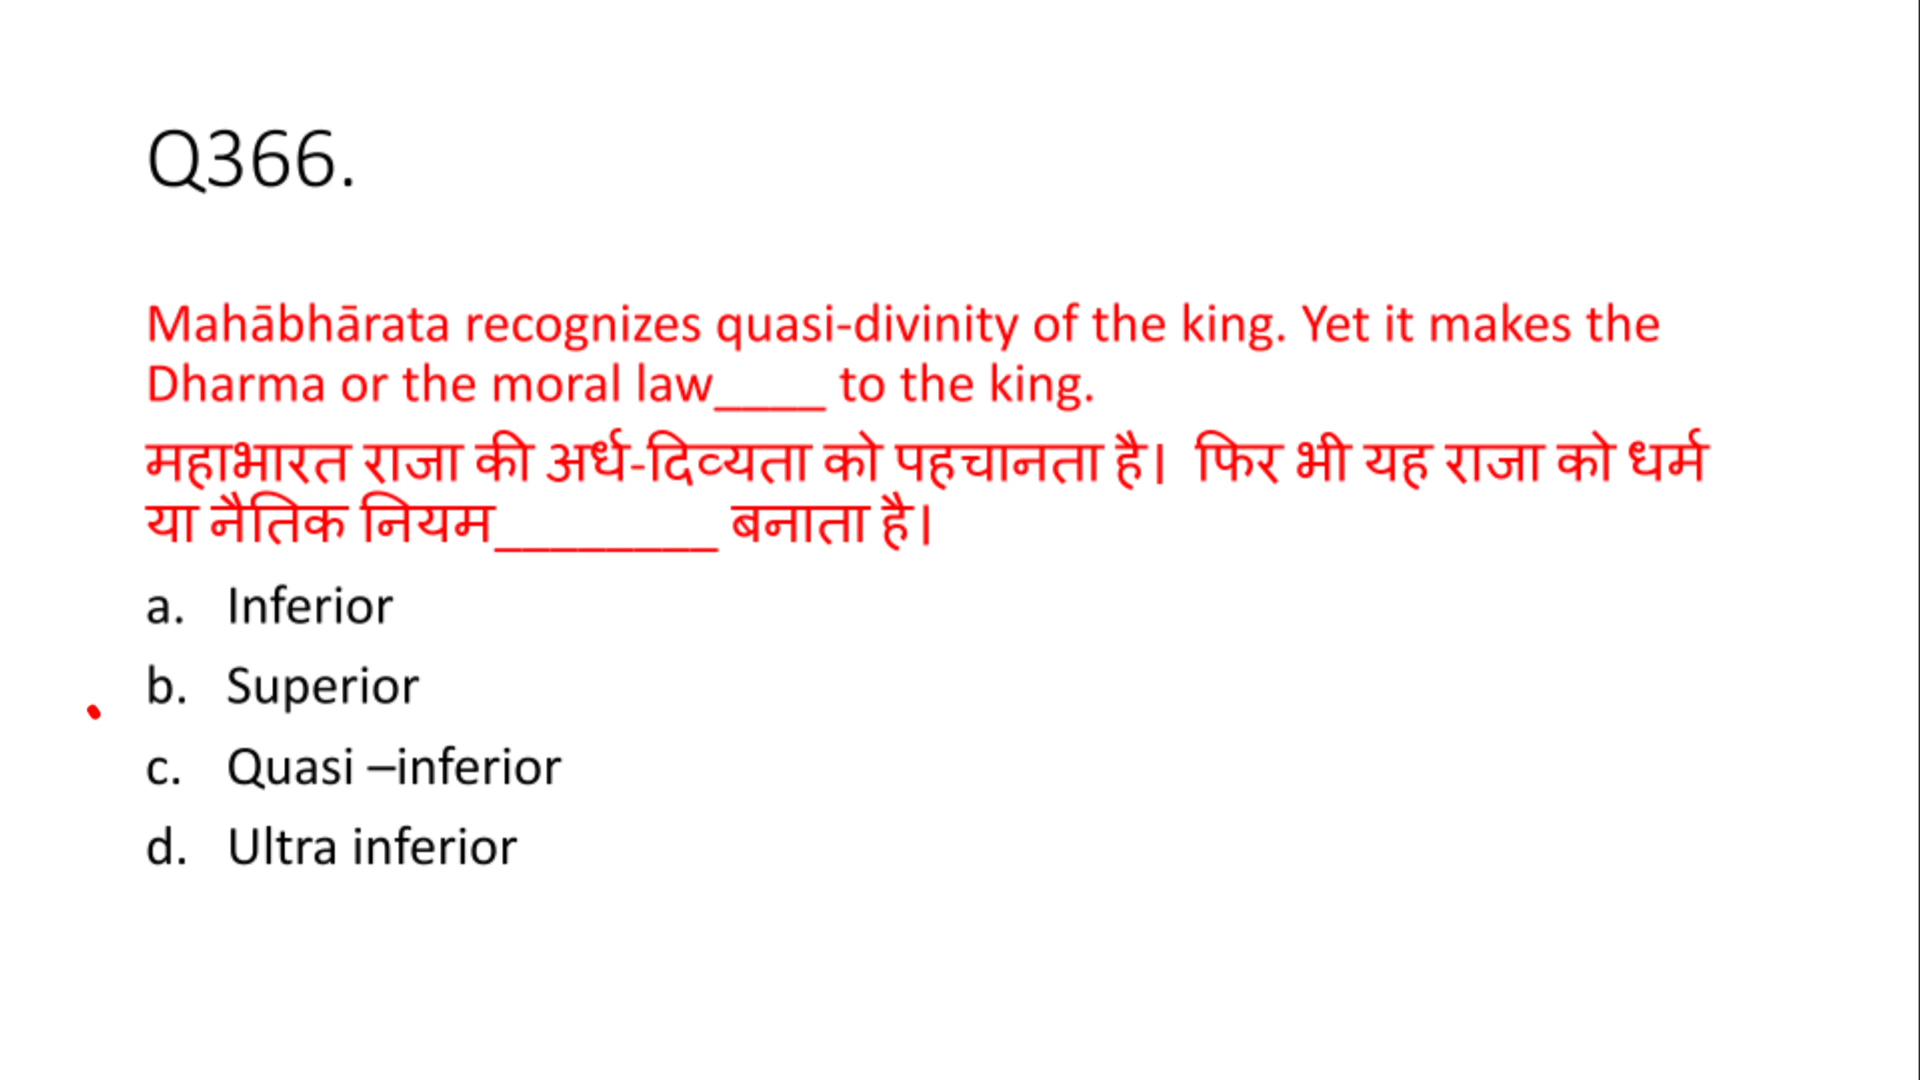 Q366.
Mahābhārata recognizes quasi-divinity of the king. Yet it makes the
Dharma or the moral law____ to the king.
महाभारत राजा की अर्ध-दिव्यता को पहचानता है। फिर भी यह राजा को धर्म
या नैतिक नियम________ बनाता है।
a. Inferior
b. Superior
c. Quasi –inferior
d. Ultra inferior